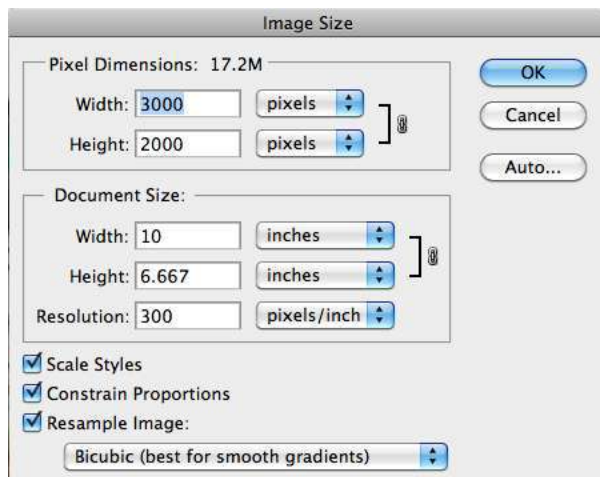 Image Size
Pixel Dimensions: 17.2M
Width: 3000 pixels
Height: 2000 pixels
OK
Cancel
Auto...
Document Size:
Width: 10 inches
Height: 6.667 inches
Resolution: 300 pixels/inch
Scale Styles
Constrain Proportions
Resample Image:
Bicubic (best for smooth gradients)